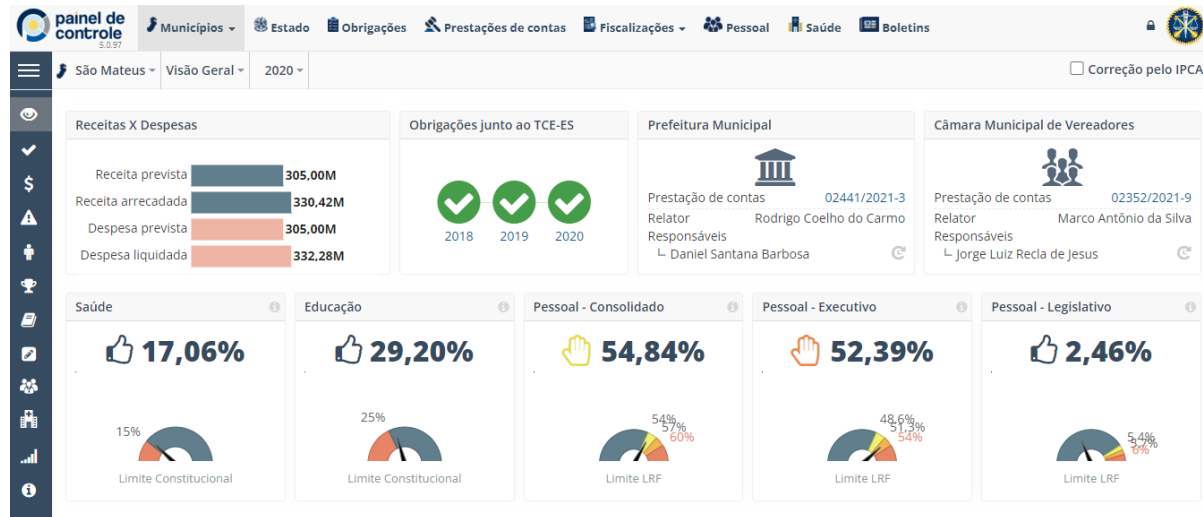 painel de controle
5.0.97
Municípios
Estado
Obrigações
Prestações de contas
Fiscalizações
Pessoal
Saúde
Boletins
São Mateus
Visão Geral
2020
Correção pelo IPCA
Receitas X Despesas
Receita prevista 305,00M
Receita arrecadada 330,42M
Despesa prevista 305,00M
Despesa liquidada 332,28M
Obrigações junto ao TCE-ES
2018 2019 2020
Prefeitura Municipal
Prestação de contas 02441/2021-3
Relator Rodrigo Coelho do Carmo
Responsáveis
Daniel Santana Barbosa
Câmara Municipal de Vereadores
Prestação de contas 02352/2021-9
Relator Marco Antônio da Silva
Responsáveis
Jorge Luiz Recla de Jesus
Saúde
17,06%
15%
Limite Constitucional
Educação
29,20%
25%
Limite Constitucional
Pessoal - Consolidado
54,84%
54%
57%
60%
Limite LRF
Pessoal - Executivo
52,39%
48,6%
51,3%
54%
Limite LRF
Pessoal - Legislativo
2,46%
5,4%
5,7%
6%
Limite LRF